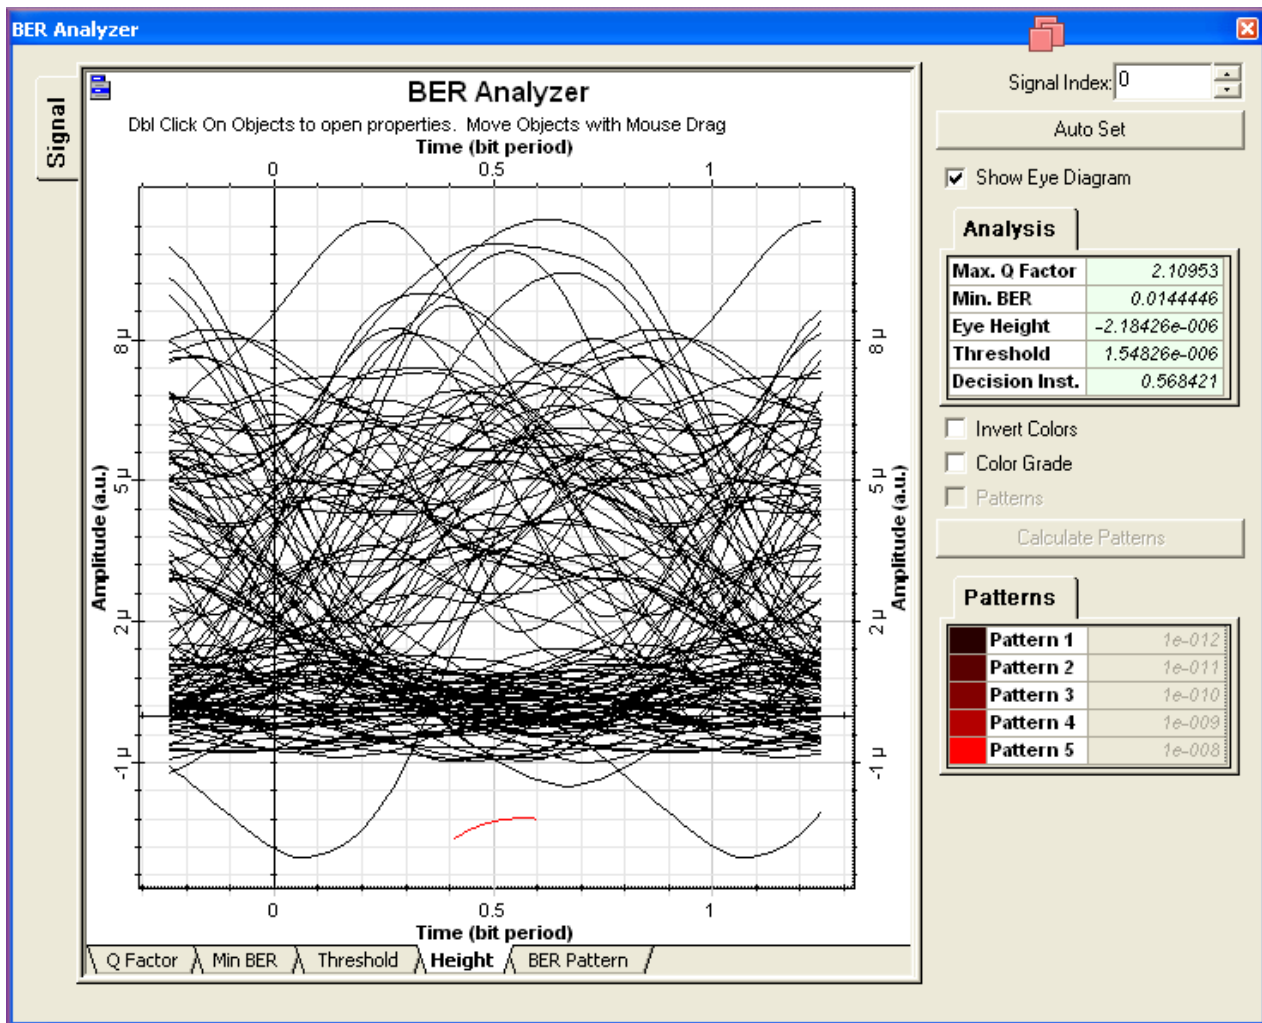 BER Analyzer
Signal
BER Analyzer
Dbl Click On Objects to open properties. Move Objects with Mouse Drag
Time (bit period)
0 0.5 1
Amplitude (a.u.)
8 µ
5 µ
2 µ
-1 µ
8 µ
5 µ
2 µ
-1 µ
Amplitude (a.u.)
0 0.5 1
Time (bit period)
Q Factor Min BER Threshold Height BER Pattern
Signal Index: 0
Auto Set
Show Eye Diagram
Analysis
Max. Q Factor 2.10953
Min. BER 0.0144446
Eye Height -2.18426e-006
Threshold 1.54826e-006
Decision Inst. 0.568421
Invert Colors
Color Grade
Patterns
Calculate Patterns
Patterns
Pattern 1 1e-012
Pattern 2 1e-011
Pattern 3 1e-010
Pattern 4 1e-009
Pattern 5 1e-008